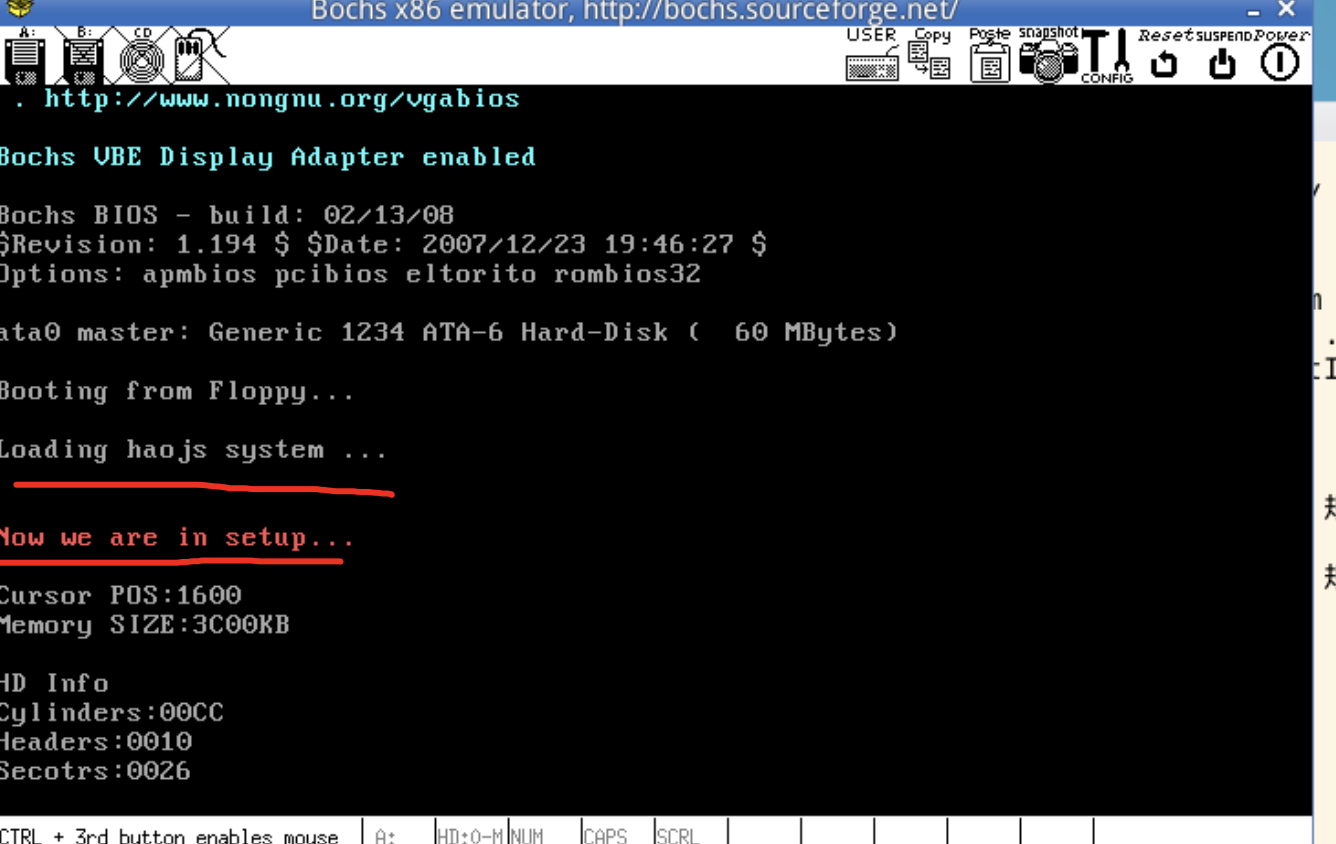 Bochs x86 emulator, http://bochs.sourceforge.net/
A: B: CD USER Copy Paste snapshot CONFIG Reset SUSPEND Power
. http://www.nongnu.org/vgabios
Bochs VBE Display Adapter enabled
Bochs BIOS - build: 02/13/08
$Revision: 1.194 $ $Date: 2007/12/23 19:46:27 $
Options: apmbios pcibios eltorito rombios32
ata0 master: Generic 1234 ATA-6 Hard-Disk ( 60 MBytes)
Booting from Floppy...
Loading haojs system ...
Now we are in setup...
Cursor POS:1600
Memory SIZE:3C00KB
HD Info
Cylinders:00CC
Headers:0010
Secotrs:0026
CTRL + 3rd button enables mouse A: HD:0-M NUM CAPS SCRL